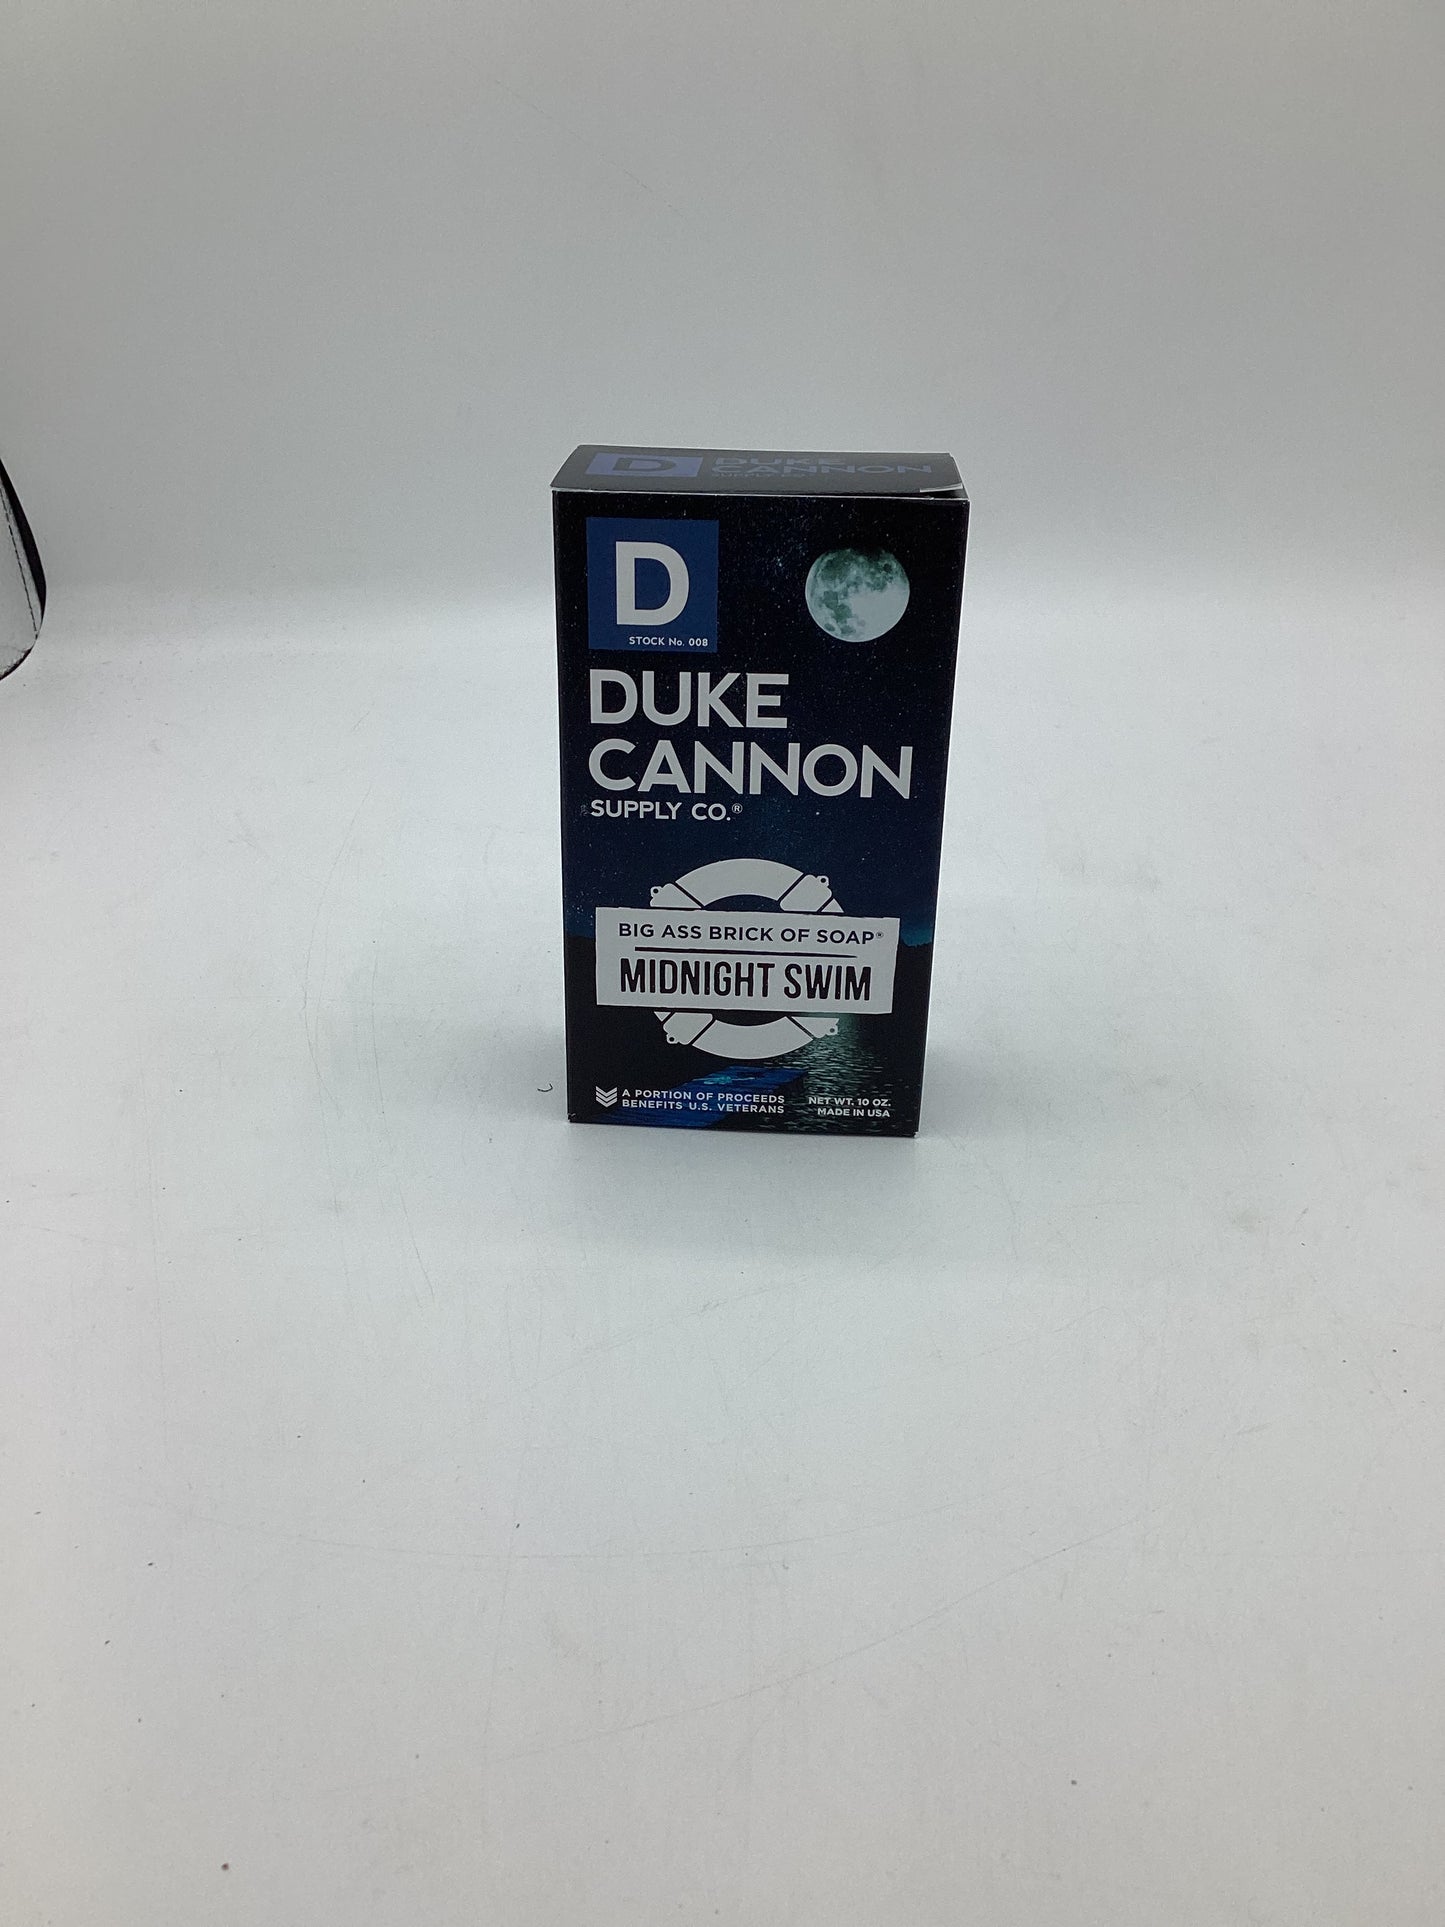 D DUKE
CANNON
SUPPLY CO.
D
STOCK No. 008
DUKE
CANNON
SUPPLY CO.®
BIG ASS BRICK OF SOAP®
MIDNIGHT SWIM
A PORTION OF PROCEEDS
BENEFITS U.S. VETERANS
NET WT. 10 OZ.
MADE IN USA